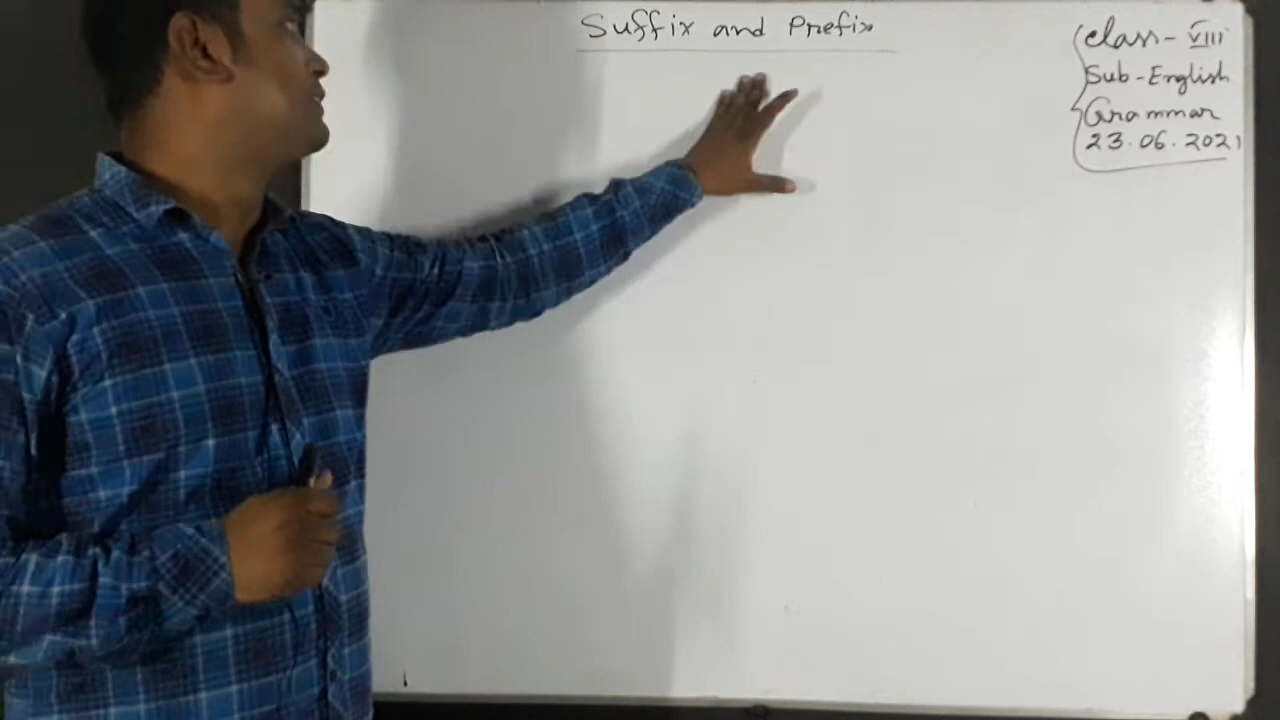 Suffix and Prefix
Class - VIII
Sub - English
Grammar
23.06.2021